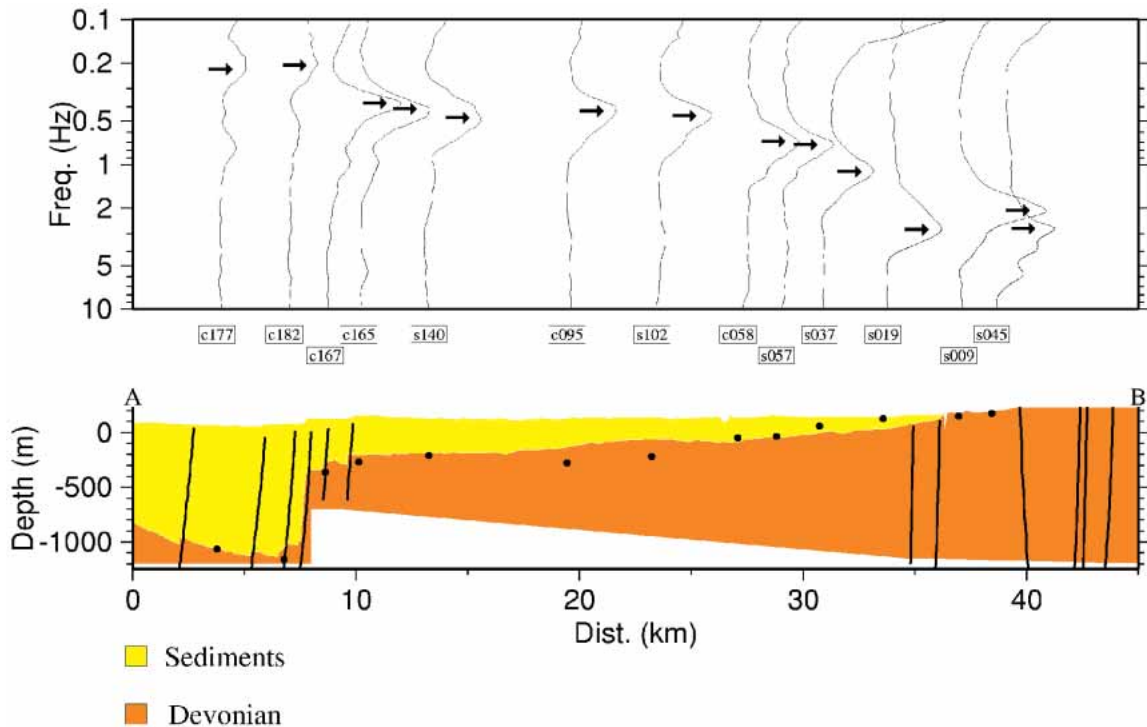 0.1
0.2
0.5
1
2
5
10
Freq. (Hz)
c177 c182 c165 s140 c095 s102 c058 s037 s019 s045
c167 s057 s009
A B
0
-500
-1000
Depth (m)
0 10 20 30 40
Dist. (km)
Sediments
Devonian